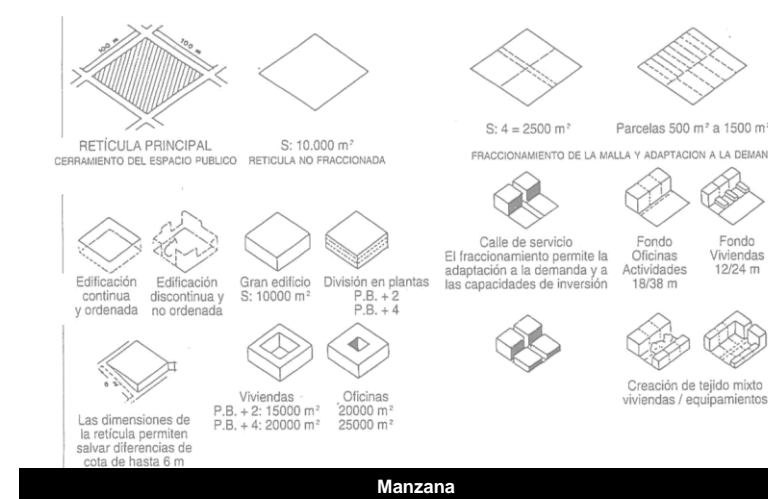 100 m
100 m
RETÍCULA PRINCIPAL
CERRAMIENTO DEL ESPACIO PUBLICO
S: 10.000 m²
RETICULA NO FRACCIONADA
S: 4 = 2500 m²
Parcelas 500 m² a 1500 m²
FRACCIONAMIENTO DE LA MALLA Y ADAPTACION A LA DEMAN
Edificación
continua
y ordenada
Edificación
discontinua y
no ordenada
Gran edificio
S: 10000 m²
División en plantas
P.B. + 2
P.B. + 4
Calle de servicio
El fraccionamiento permite la
adaptación a la demanda y a
las capacidades de inversión
Fondo
Oficinas
Actividades
18/38 m
Fondo
Viviendas
12/24 m
6 %
Las dimensiones de
la retícula permiten
salvar diferencias de
cota de hasta 6 m
Viviendas
P.B. + 2: 15000 m²
P.B. + 4: 20000 m²
Oficinas
20000 m²
25000 m²
Creación de tejido mixto
viviendas / equipamientos
Manzana